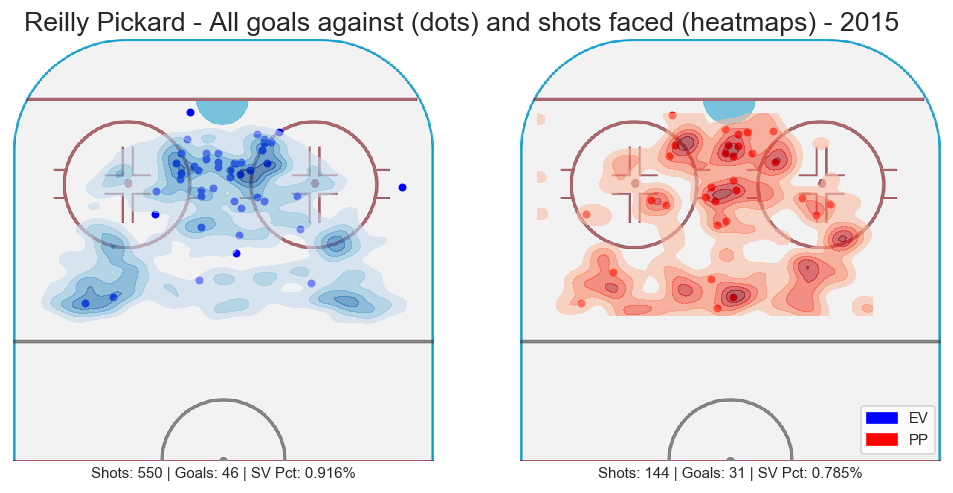 Reilly Pickard - All goals against (dots) and shots faced (heatmaps) - 2015
EV
PP
Shots: 550 | Goals: 46 | SV Pct: 0.916%
Shots: 144 | Goals: 31 | SV Pct: 0.785%